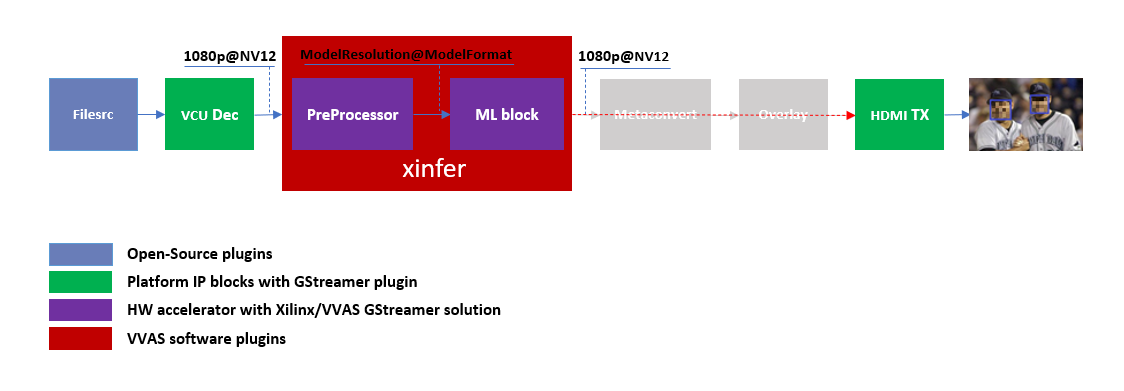 1080p@NV12
ModelResolution@ModelFormat
1080p@NV12
Filesrc
VCU Dec
PreProcessor
ML block
Metaconvert
Overlay
HDMI TX
xinfer
Open-Source plugins
Platform IP blocks with GStreamer plugin
HW accelerator with Xilinx/VVAS GStreamer solution
VVAS software plugins